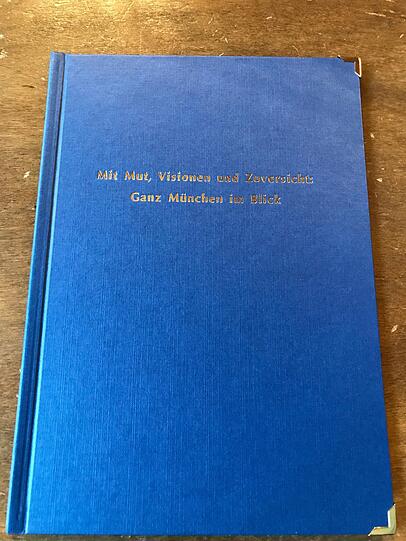 Mit Mut, Visionen und Zuversicht:
Ganz München im Blick